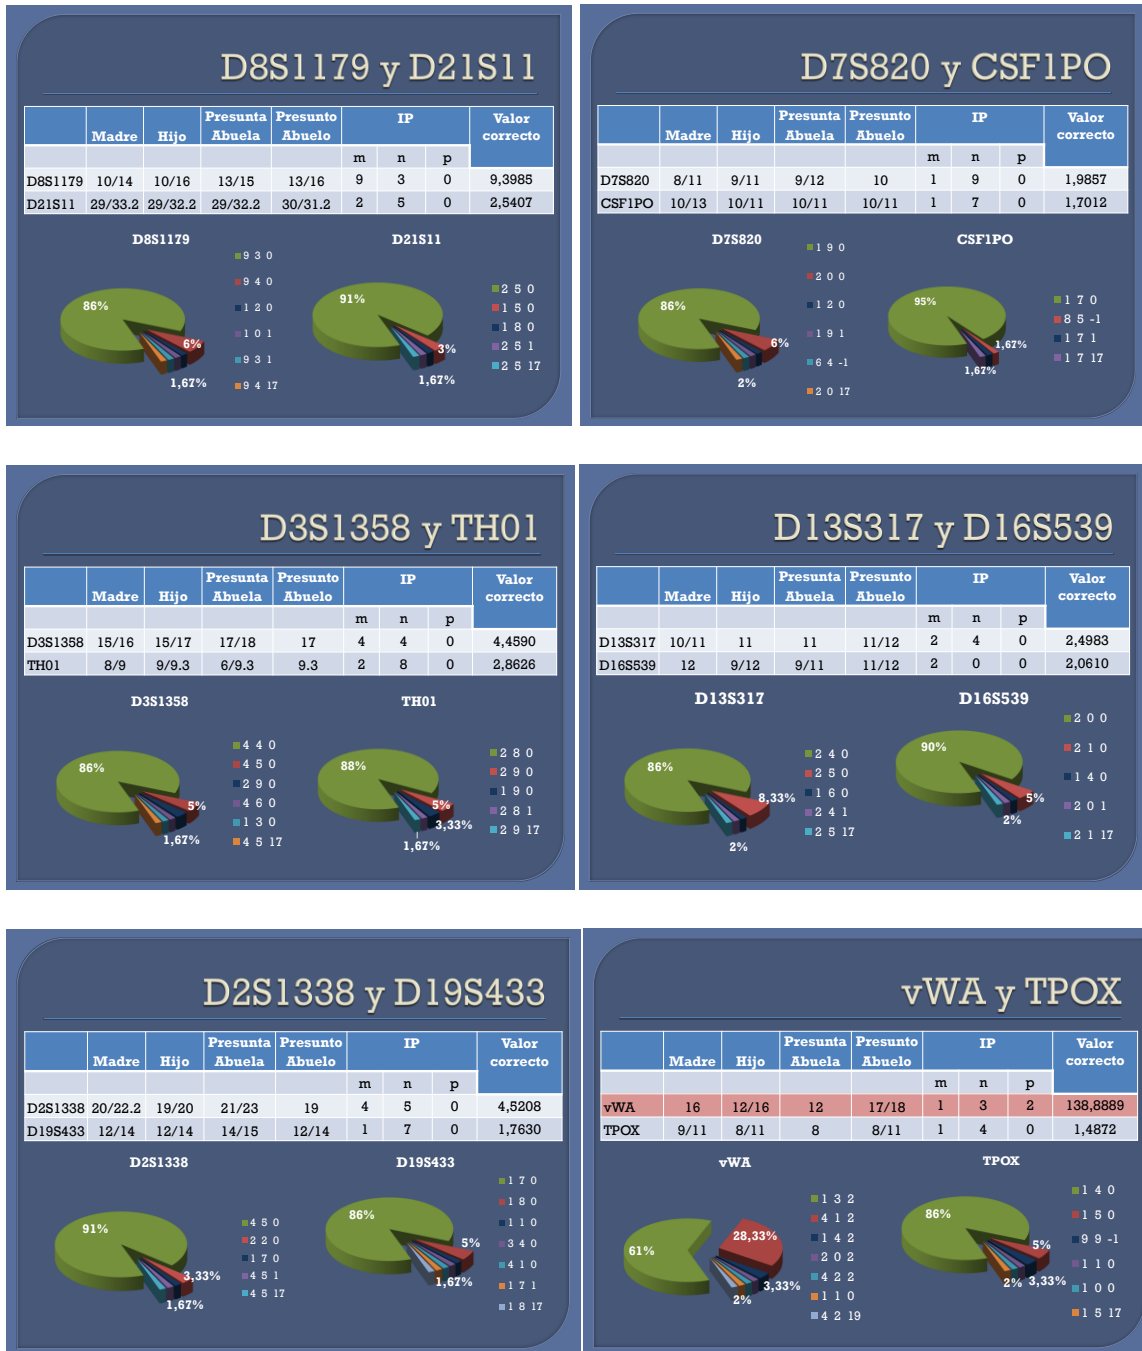 D8S1179 y D21S11
Madre Hijo Presunta Abuela Presunto Abuelo IP Valor correcto
m n p
D8S1179 10/14 10/16 13/15 13/16 9 3 0 9,3985
D21S11 29/33.2 29/32.2 29/32.2 30/31.2 2 5 0 2,5407
D8S1179
86%
6%
1,67%
9 3 0
9 4 0
1 2 0
1 0 1
9 3 1
9 4 17
D21S11
91%
3%
1,67%
2 5 0
1 5 0
1 8 0
2 5 1
2 5 17
D7S820 y CSF1PO
Madre Hijo Presunta Abuela Presunto Abuelo IP Valor correcto
m n p
D7S820 8/11 9/11 9/12 10 1 9 0 1,9857
CSF1PO 10/13 10/11 10/11 10/11 1 7 0 1,7012
D7S820
86%
6%
2%
1 9 0
2 0 0
1 2 0
1 9 1
6 4 -1
2 0 17
CSF1PO
95%
1,67%
1,67%
1 7 0
8 5 -1
1 7 1
1 7 17
D3S1358 y TH01
Madre Hijo Presunta Abuela Presunto Abuelo IP Valor correcto
m n p
D3S1358 15/16 15/17 17/18 17 4 4 0 4,4590
TH01 8/9 9/9.3 6/9.3 9.3 2 8 0 2,8626
D3S1358
86%
5%
1,67%
4 4 0
4 5 0
2 9 0
4 6 0
1 3 0
4 5 17
TH01
88%
5%
3,33%
1,67%
2 8 0
2 9 0
1 9 0
2 8 1
2 9 17
D13S317 y D16S539
Madre Hijo Presunta Abuela Presunto Abuelo IP Valor correcto
m n p
D13S317 10/11 11 11 11/12 2 4 0 2,4983
D16S539 12 9/12 9/11 11/12 2 0 0 2,0610
D13S317
86%
8,33%
2%
2 4 0
2 5 0
1 6 0
2 4 1
2 5 17
D16S539
90%
5%
2%
2 0 0
2 1 0
1 4 0
2 0 1
2 1 17
D2S1338 y D19S433
Madre Hijo Presunta Abuela Presunto Abuelo IP Valor correcto
m n p
D2S1338 20/22.2 19/20 21/23 19 4 5 0 4,5208
D19S433 12/14 12/14 14/15 12/14 1 7 0 1,7630
D2S1338
91%
3,33%
1,67%
4 5 0
2 2 0
1 7 0
4 5 1
4 5 17
D19S433
86%
5%
1,67%
1 7 0
1 8 0
1 1 0
3 4 0
4 1 0
1 7 1
1 8 17
vWA y TPOX
Madre Hijo Presunta Abuela Presunto Abuelo IP Valor correcto
m n p
vWA 16 12/16 12 17/18 1 3 2 138,8889
TPOX 9/11 8/11 8 8/11 1 4 0 1,4872
vWA
61%
28,33%
3,33%
2%
1 3 2
4 1 2
1 4 2
2 0 2
4 2 2
1 1 0
4 2 19
TPOX
86%
5%
3,33%
2%
1 4 0
1 5 0
9 9 -1
1 1 0
1 0 0
1 5 17